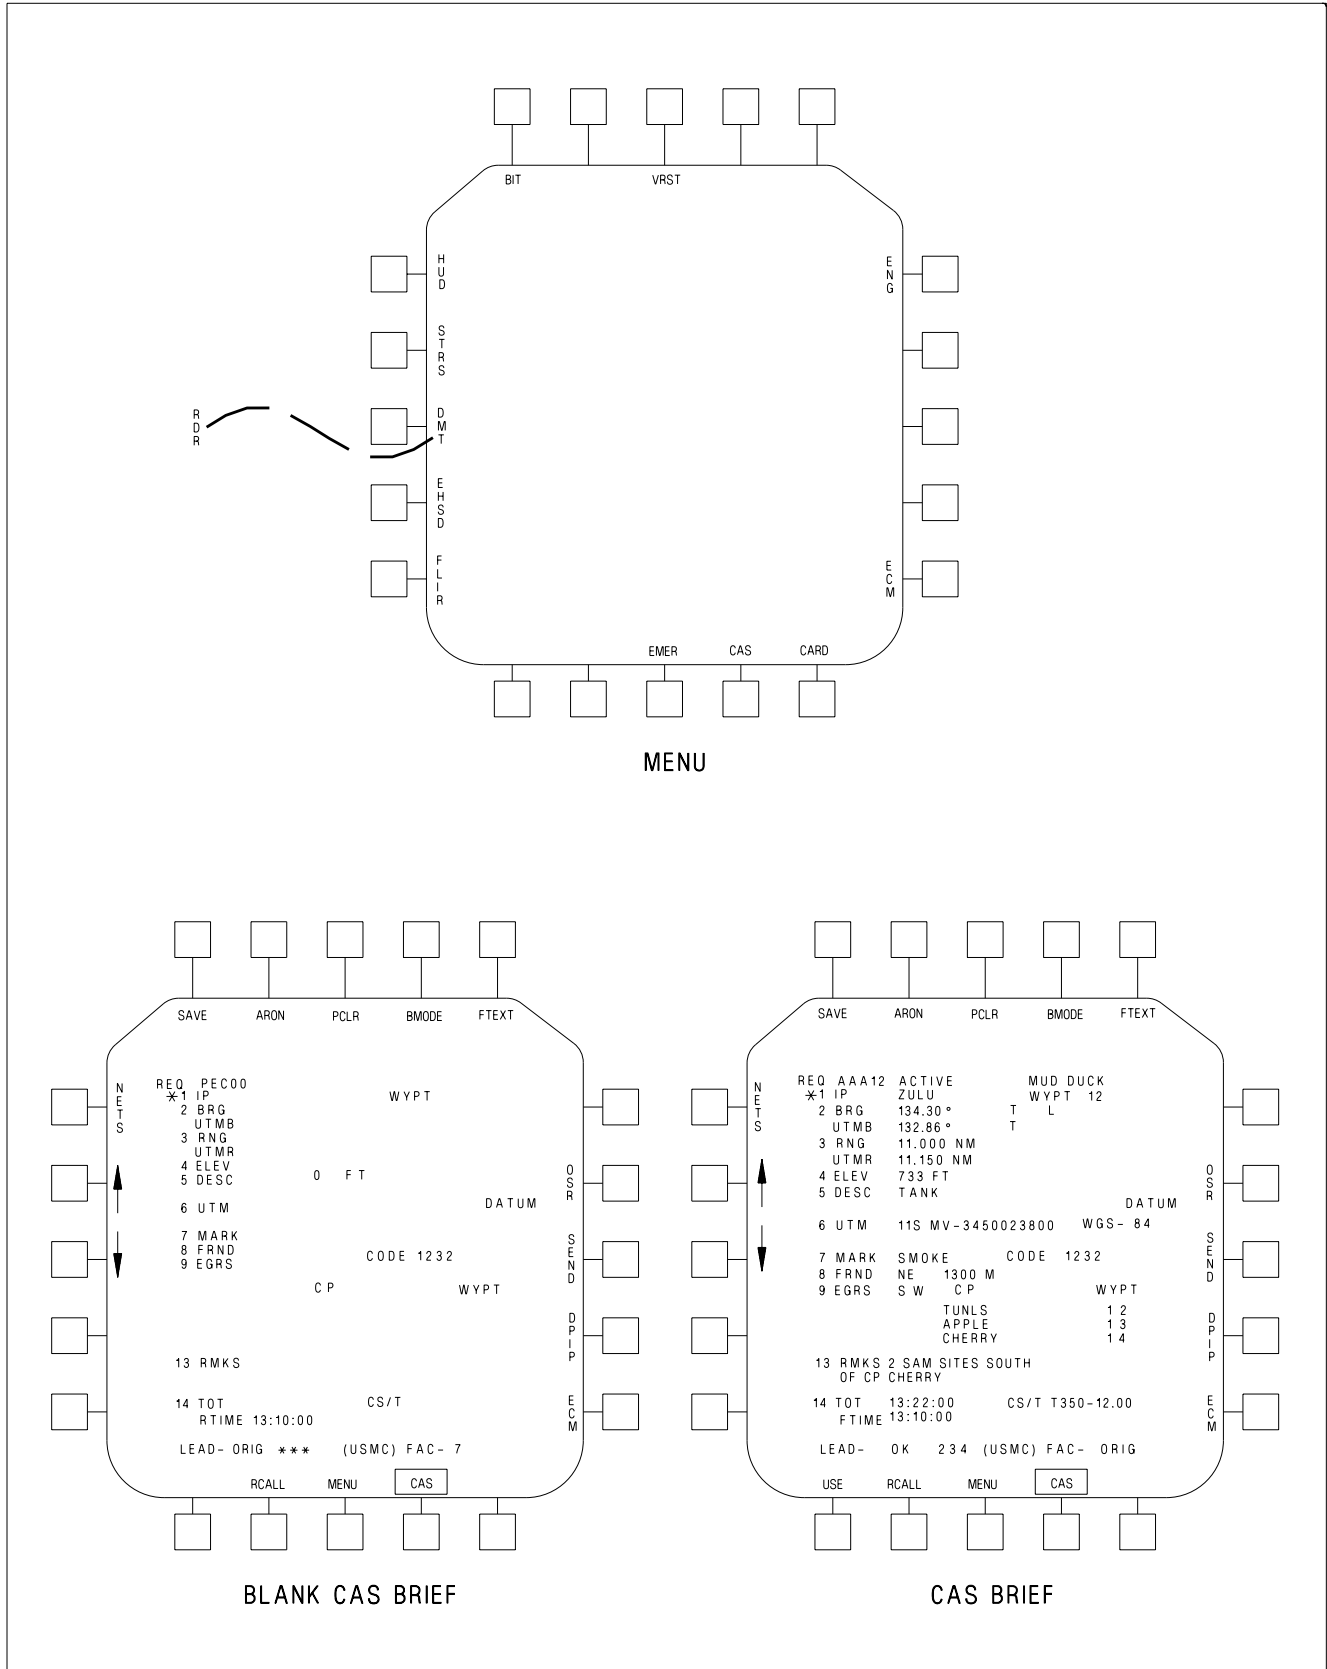 BIT VRST
HUD
ENG
STRS
RDR
DMT
EHSD
FLIR
ECM
EMER CAS CARD
MENU
SAVE ARON PCLR BMODE FTEXT
NETS
REQ PEC00
*1 IP WYPT
2 BRG
UTMB
3 RNG
UTMR
4 ELEV
5 DESC 0 FT
OSR
6 UTM DATUM
7 MARK
8 FRND CODE 1232
9 EGRS
SEND
CP WYPT
DPIP
13 RMKS
14 TOT CS/T
RTIME 13:10:00
ECM
LEAD- ORIG *** (USMC) FAC- 7
RCALL MENU CAS
BLANK CAS BRIEF
SAVE ARON PCLR BMODE FTEXT
NETS
REQ AAA12 ACTIVE MUD DUCK
*1 IP ZULU WYPT 12
2 BRG 134.30° T L
UTMB 132.86° T
3 RNG 11.000 NM
UTMR 11.150 NM
4 ELEV 733 FT
5 DESC TANK
OSR
DATUM
6 UTM 11S MV-3450023800 WGS- 84
7 MARK SMOKE CODE 1232
8 FRND NE 1300 M
9 EGRS SW CP WYPT
SEND
TUNLS 12
APPLE 13
CHERRY 14
DPIP
13 RMKS 2 SAM SITES SOUTH
OF CP CHERRY
14 TOT 13:22:00 CS/T T350-12.00
FTIME 13:10:00
ECM
LEAD- OK 234 (USMC) FAC- ORIG
USE RCALL MENU CAS
CAS BRIEF